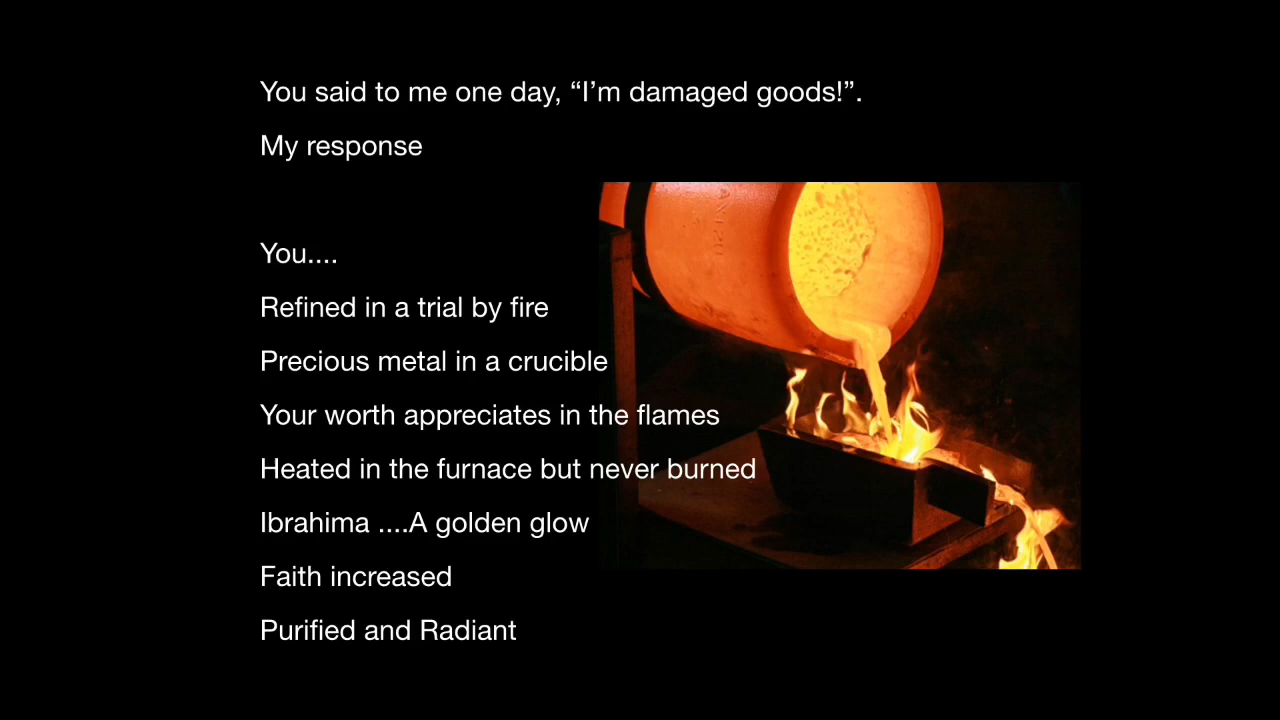 You said to me one day, “I’m damaged goods!”.
My response
You....
Refined in a trial by fire
Precious metal in a crucible
Your worth appreciates in the flames
Heated in the furnace but never burned
Ibrahima ....A golden glow
Faith increased
Purified and Radiant